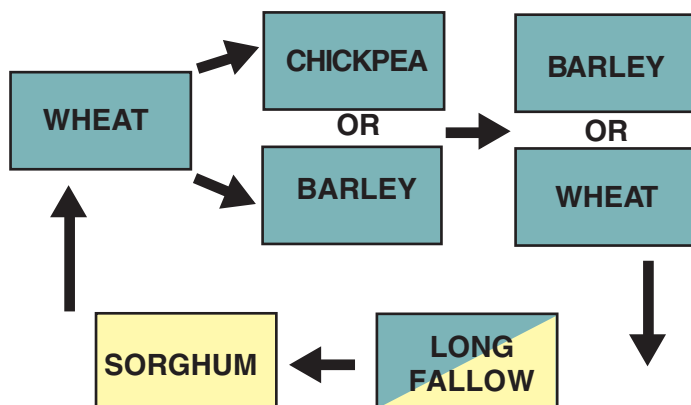 WHEAT
CHICKPEA
OR
BARLEY
BARLEY
OR
WHEAT
LONG
FALLOW
SORGHUM